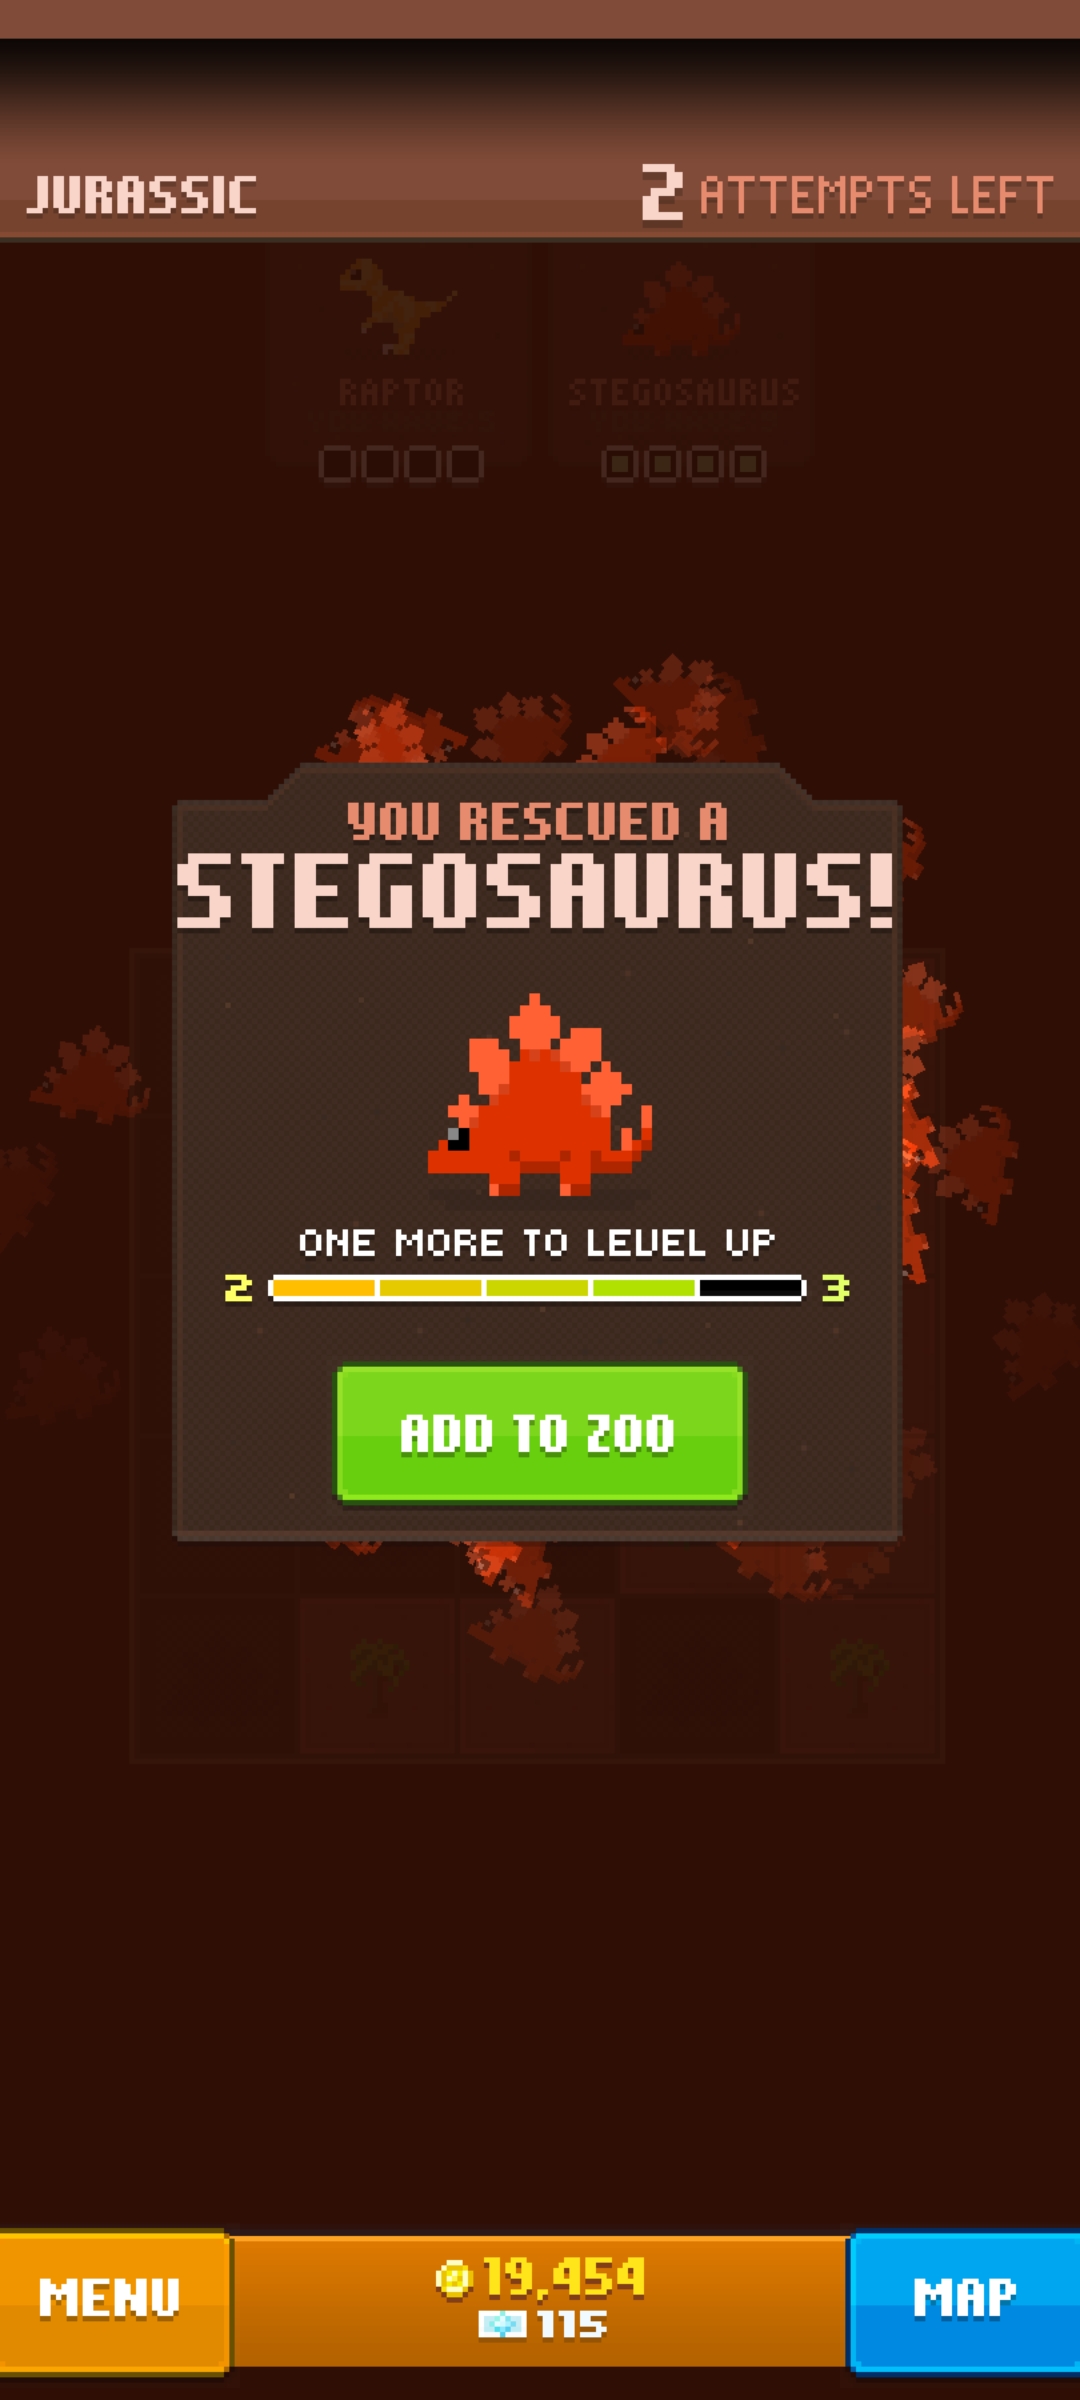 JURASSIC
2 ATTEMPTS LEFT
RAPTOR
STEGOSAURUS
YOU RESCUED A
STEGOSAURUS!
ONE MORE TO LEVEL UP
2
3
ADD TO ZOO
MENU
19,454
115
MAP